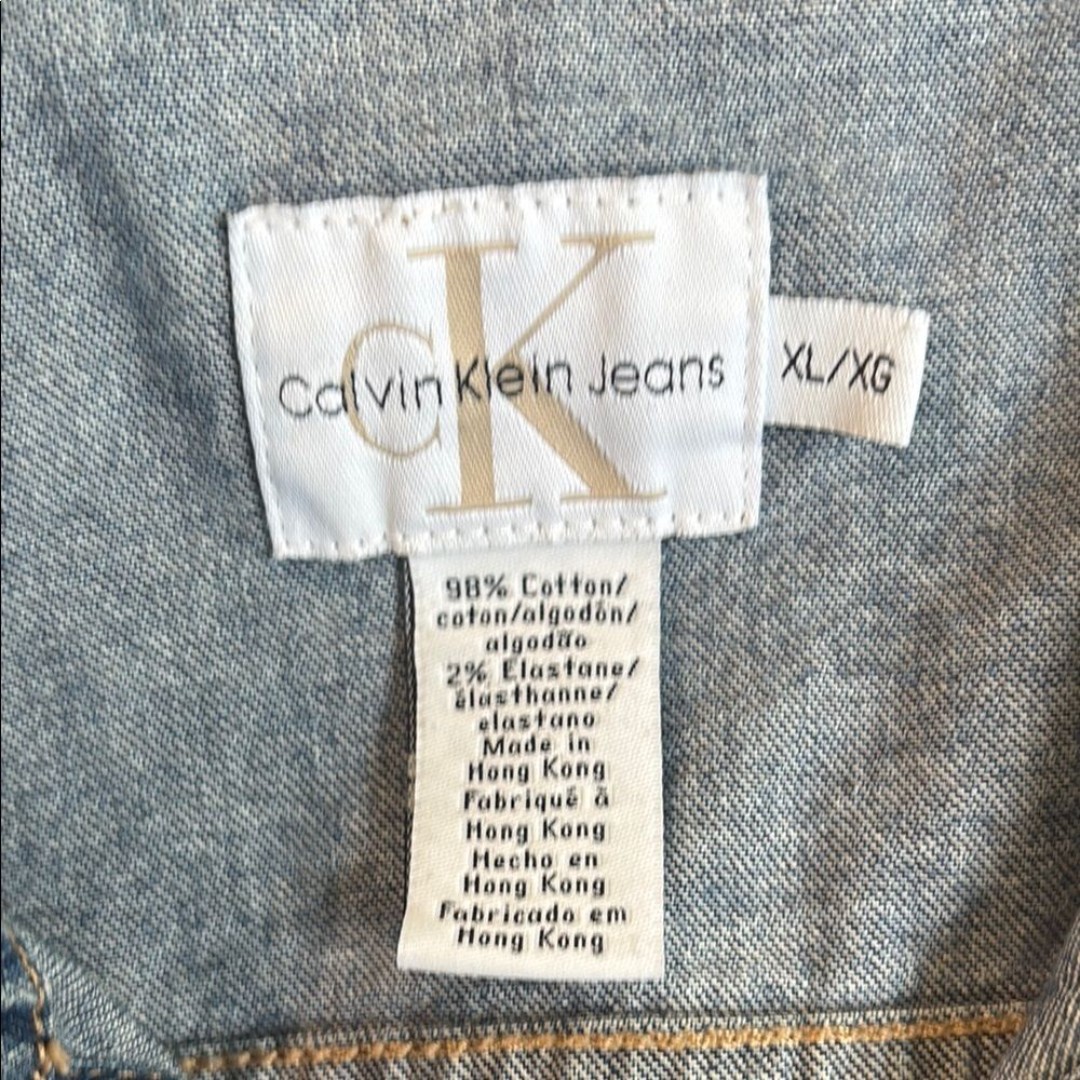 CK
Calvin Klein Jeans
XL/XG
98% Cotton/
coton/algodón/
algodão
2% Elastane/
élasthanne/
elastano
Made in
Hong Kong
Fabriqué à
Hong Kong
Hecho en
Hong Kong
Fabricado em
Hong Kong